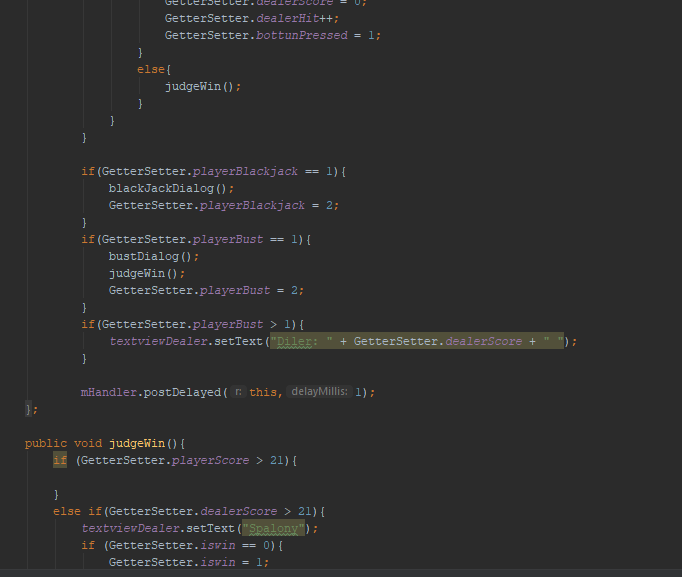 GetterSetter.dealerScore = 0;
GetterSetter.dealerHit++;
GetterSetter.bottunPressed = 1;
}
else{
judgeWin();
}
}
}
if(GetterSetter.playerBlackjack == 1){
blackJackDialog();
GetterSetter.playerBlackjack = 2;
}
if(GetterSetter.playerBust == 1){
bustDialog();
judgeWin();
GetterSetter.playerBust = 2;
}
if(GetterSetter.playerBust > 1){
textviewDealer.setText("Diler: " + GetterSetter.dealerScore + " ");
}
mHandler.postDelayed( r: this, delayMillis: 1);
};
public void judgeWin(){
if (GetterSetter.playerScore > 21){
}
else if(GetterSetter.dealerScore > 21){
textviewDealer.setText("Spalony");
if (GetterSetter.iswin == 0){
GetterSetter.iswin = 1;